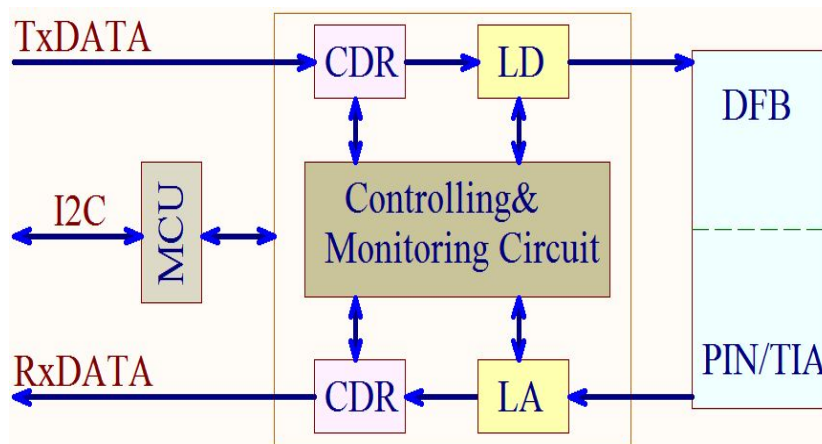 TxDATA
CDR
LD
DFB
I2C
MCU
Controlling&
Monitoring Circuit
RxDATA
CDR
LA
PIN/TIA